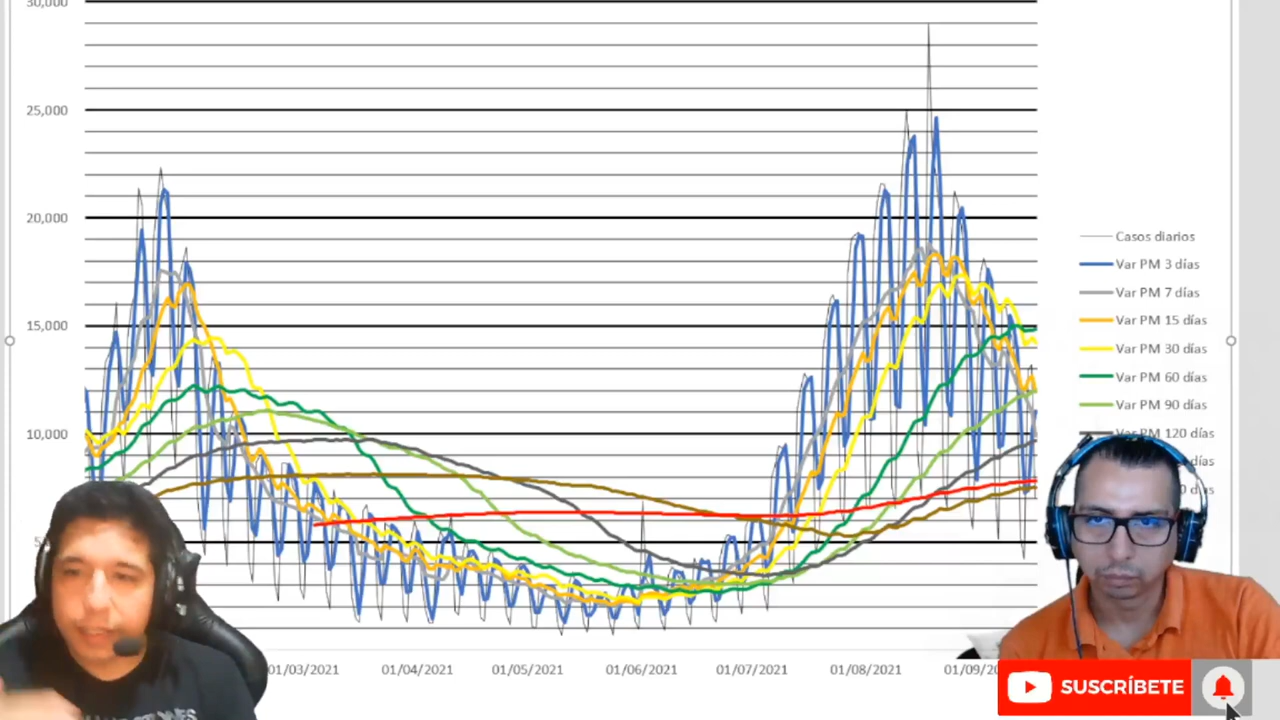 30,000
25,000
20,000
15,000
10,000
Casos diarios
Var PM 3 días
Var PM 7 días
Var PM 15 días
Var PM 30 días
Var PM 60 días
Var PM 90 días
Var PM 120 días
días
01/03/2021
01/04/2021
01/05/2021
01/06/2021
01/07/2021
01/08/2021
SUSCRÍBETE